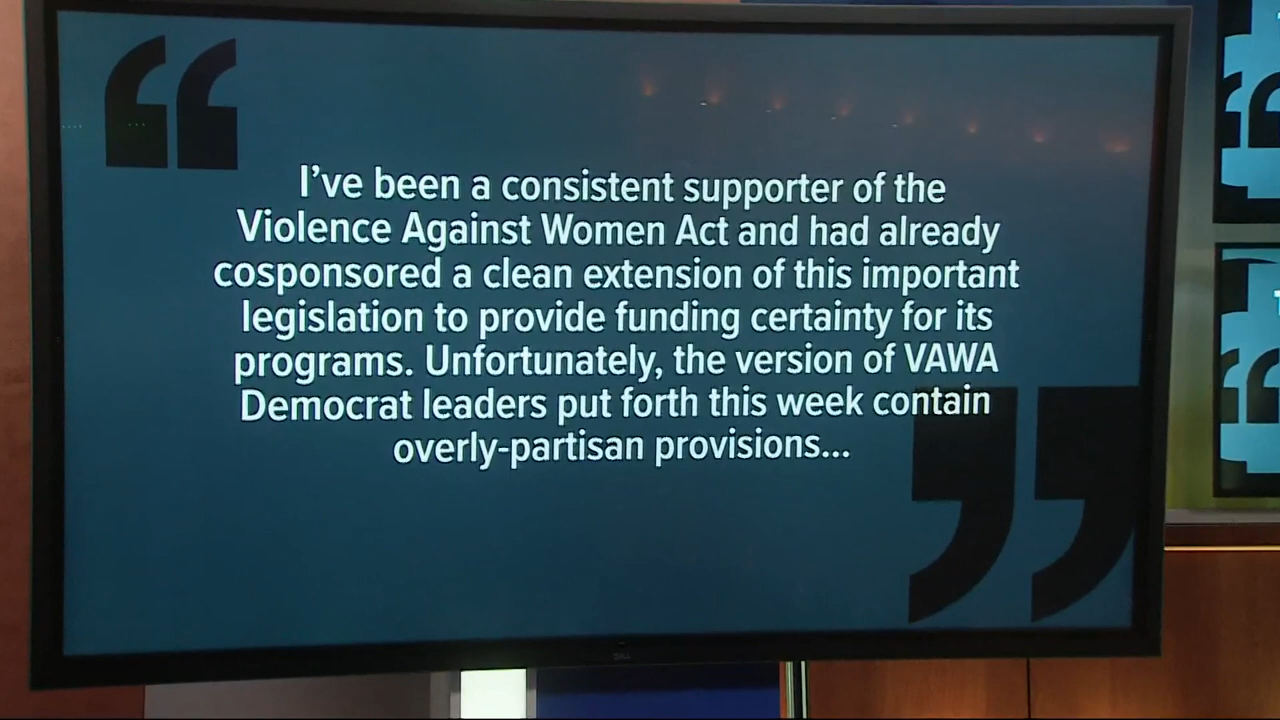 I’ve been a consistent supporter of the
Violence Against Women Act and had already
cosponsored a clean extension of this important
legislation to provide funding certainty for its
programs. Unfortunately, the version of VAWA
Democrat leaders put forth this week contain
overly-partisan provisions...
DELL